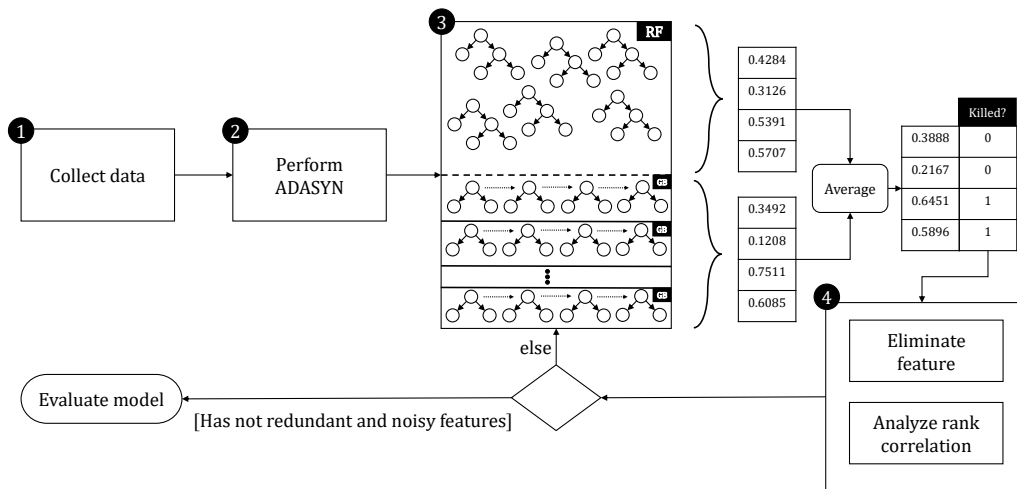 1
Collect data
2
Perform
ADASYN
3
RF
GB
GB
GB
0.4284
0.3126
0.5391
0.5707
0.3492
0.1208
0.7511
0.6085
Average
Killed?
0.3888 0
0.2167 0
0.6451 1
0.5896 1
4
Eliminate
feature
Analyze rank
correlation
else
[Has not redundant and noisy features]
Evaluate model